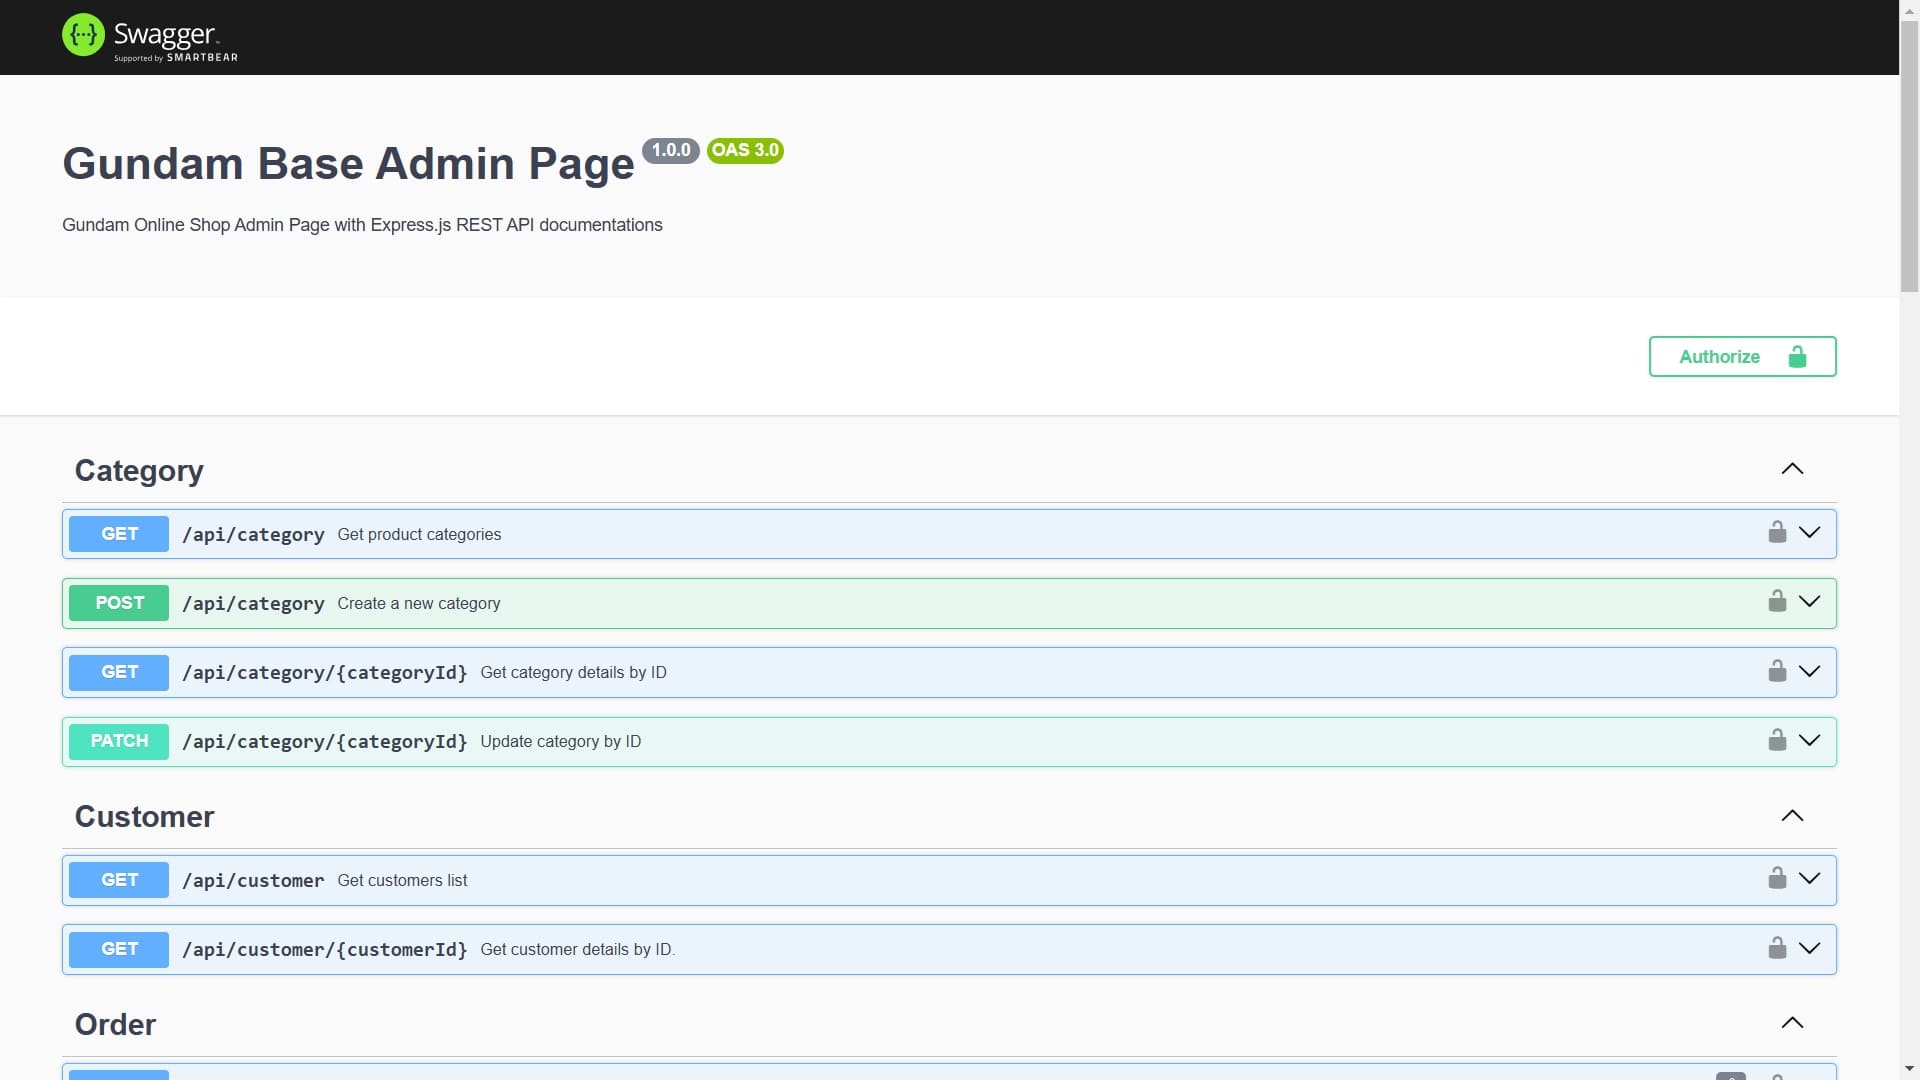 Swagger
Supported by SMARTBEAR
Gundam Base Admin Page 1.0.0 OAS 3.0
Gundam Online Shop Admin Page with Express.js REST API documentations
Authorize
Category
GET /api/category Get product categories
POST /api/category Create a new category
GET /api/category/{categoryId} Get category details by ID
PATCH /api/category/{categoryId} Update category by ID
Customer
GET /api/customer Get customers list
GET /api/customer/{customerId} Get customer details by ID.
Order